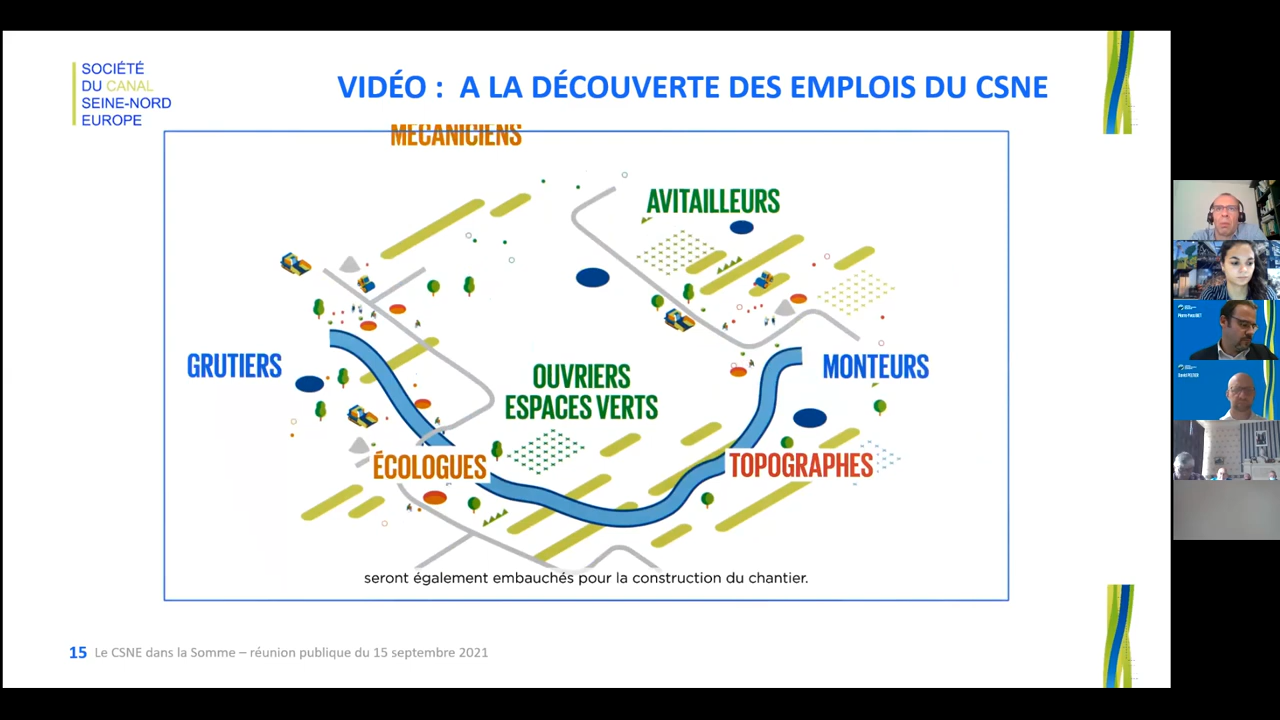 SOCIÉTÉ
DU CANAL
SEINE-NORD
EUROPE
VIDÉO : A LA DÉCOUVERTE DES EMPLOIS DU CSNE
MÉCANICIENS
AVITAILLEURS
GRUTIERS
OUVRIERS
ESPACES VERTS
MONTEURS
ÉCOLOGUES
TOPOGRAPHES
seront également embauchés pour la construction du chantier.
15 Le CSNE dans la Somme – réunion publique du 15 septembre 2021